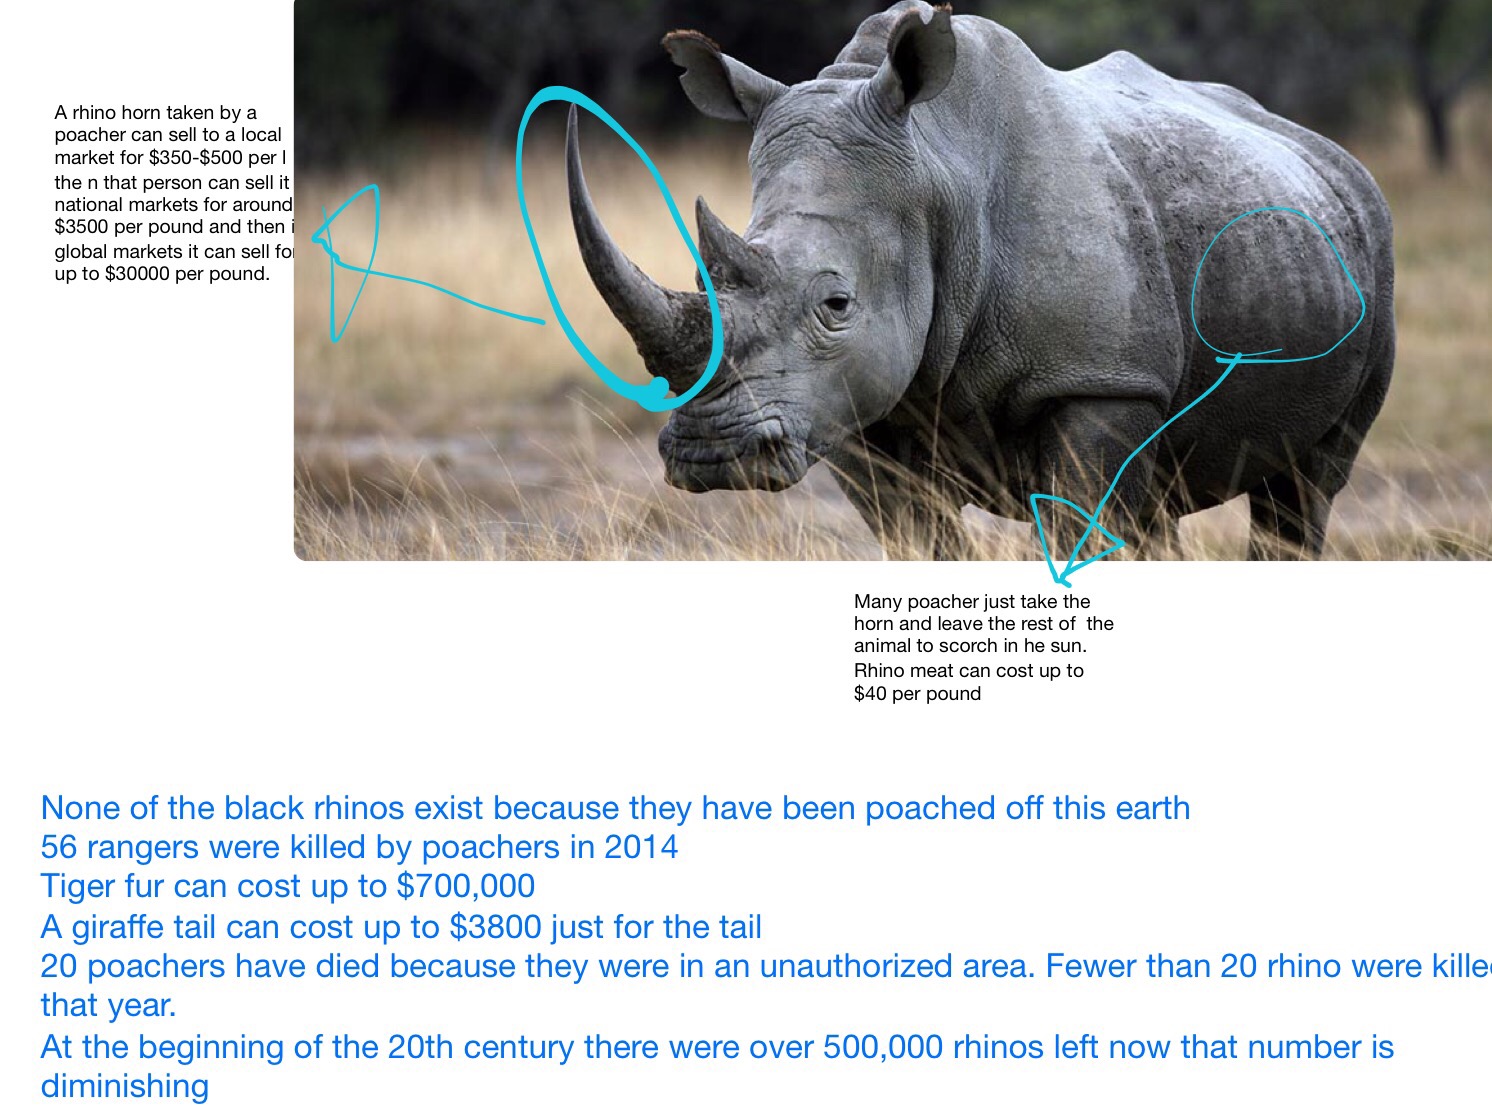 A rhino horn taken by a
poacher can sell to a local
market for $350-$500 per l
the n that person can sell it
national markets for around
$3500 per pound and then i
global markets it can sell for
up to $30000 per pound.
Many poacher just take the
horn and leave the rest of  the
animal to scorch in he sun.
Rhino meat can cost up to
$40 per pound
None of the black rhinos exist because they have been poached off this earth
56 rangers were killed by poachers in 2014
Tiger fur can cost up to $700,000
A giraffe tail can cost up to $3800 just for the tail
20 poachers have died because they were in an unauthorized area. Fewer than 20 rhino were killed
that year.
At the beginning of the 20th century there were over 500,000 rhinos left now that number is
diminishing